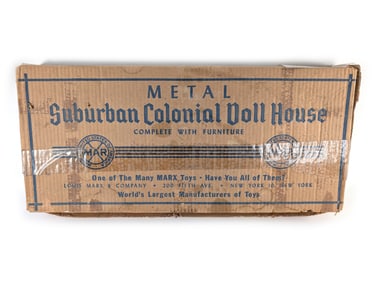 METAL
Suburban Colonial Doll House
COMPLETE WITH FURNITURE
MAR
One of the Many MARX Toys • Have You All of Them?
LOUIS MARX & COMPANY • 200 FIFTH AVE. • NEW YORK 10, NEW YORK
World's Largest Manufacturers of Toys